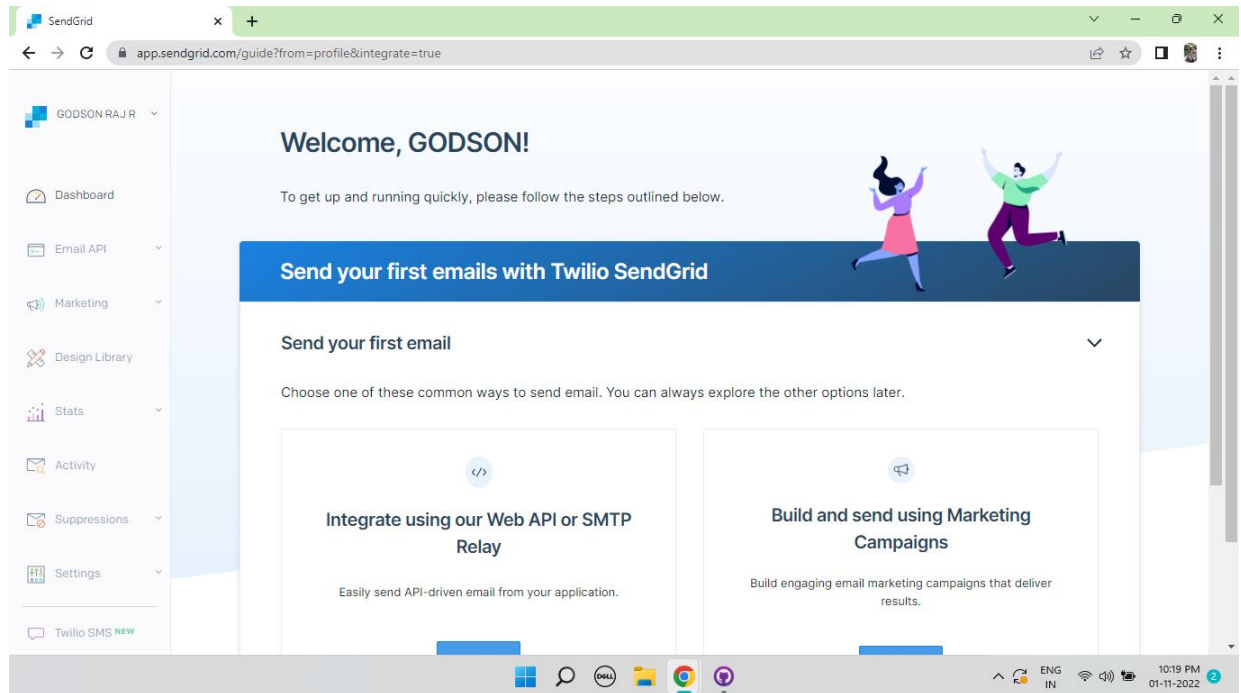 SendGrid
app.sendgrid.com/guide?from=profile&integrate=true
GODSON RAJ R
Dashboard
Email API
Marketing
Design Library
Stats
Activity
Suppressions
Settings
Twilio SMS NEW
Welcome, GODSON!
To get up and running quickly, please follow the steps outlined below.
Send your first emails with Twilio SendGrid
Send your first email
Choose one of these common ways to send email. You can always explore the other options later.
</>
Integrate using our Web API or SMTP
Relay
Easily send API-driven email from your application.
Build and send using Marketing
Campaigns
Build engaging email marketing campaigns that deliver
results.
DELL
ENG
IN
10:19 PM
01-11-2022
2